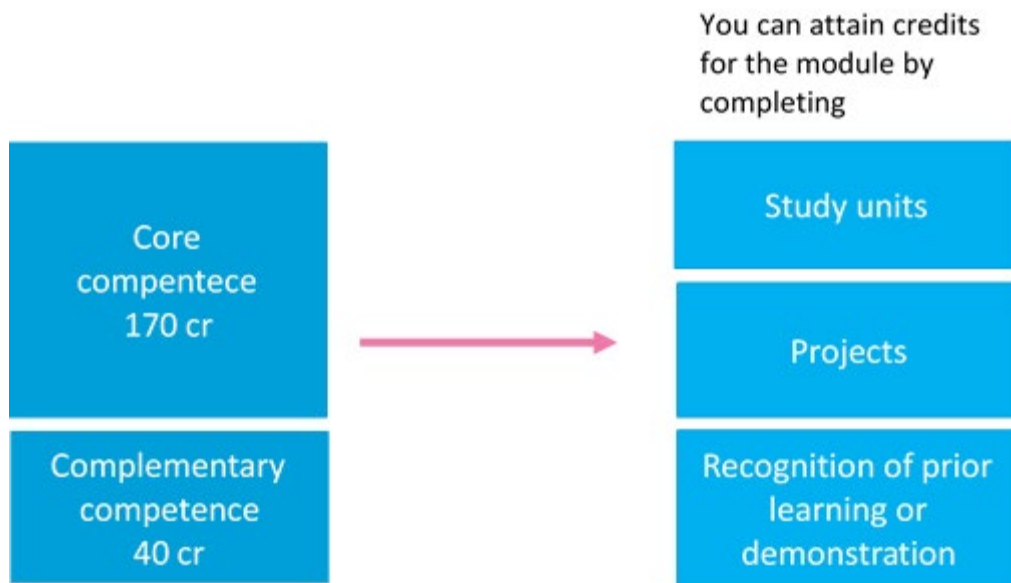 You can attain credits
for the module by
completing
Core
compentece
170 cr
Complementary
competence
40 cr
Study units
Projects
Recognition of prior
learning or
demonstration